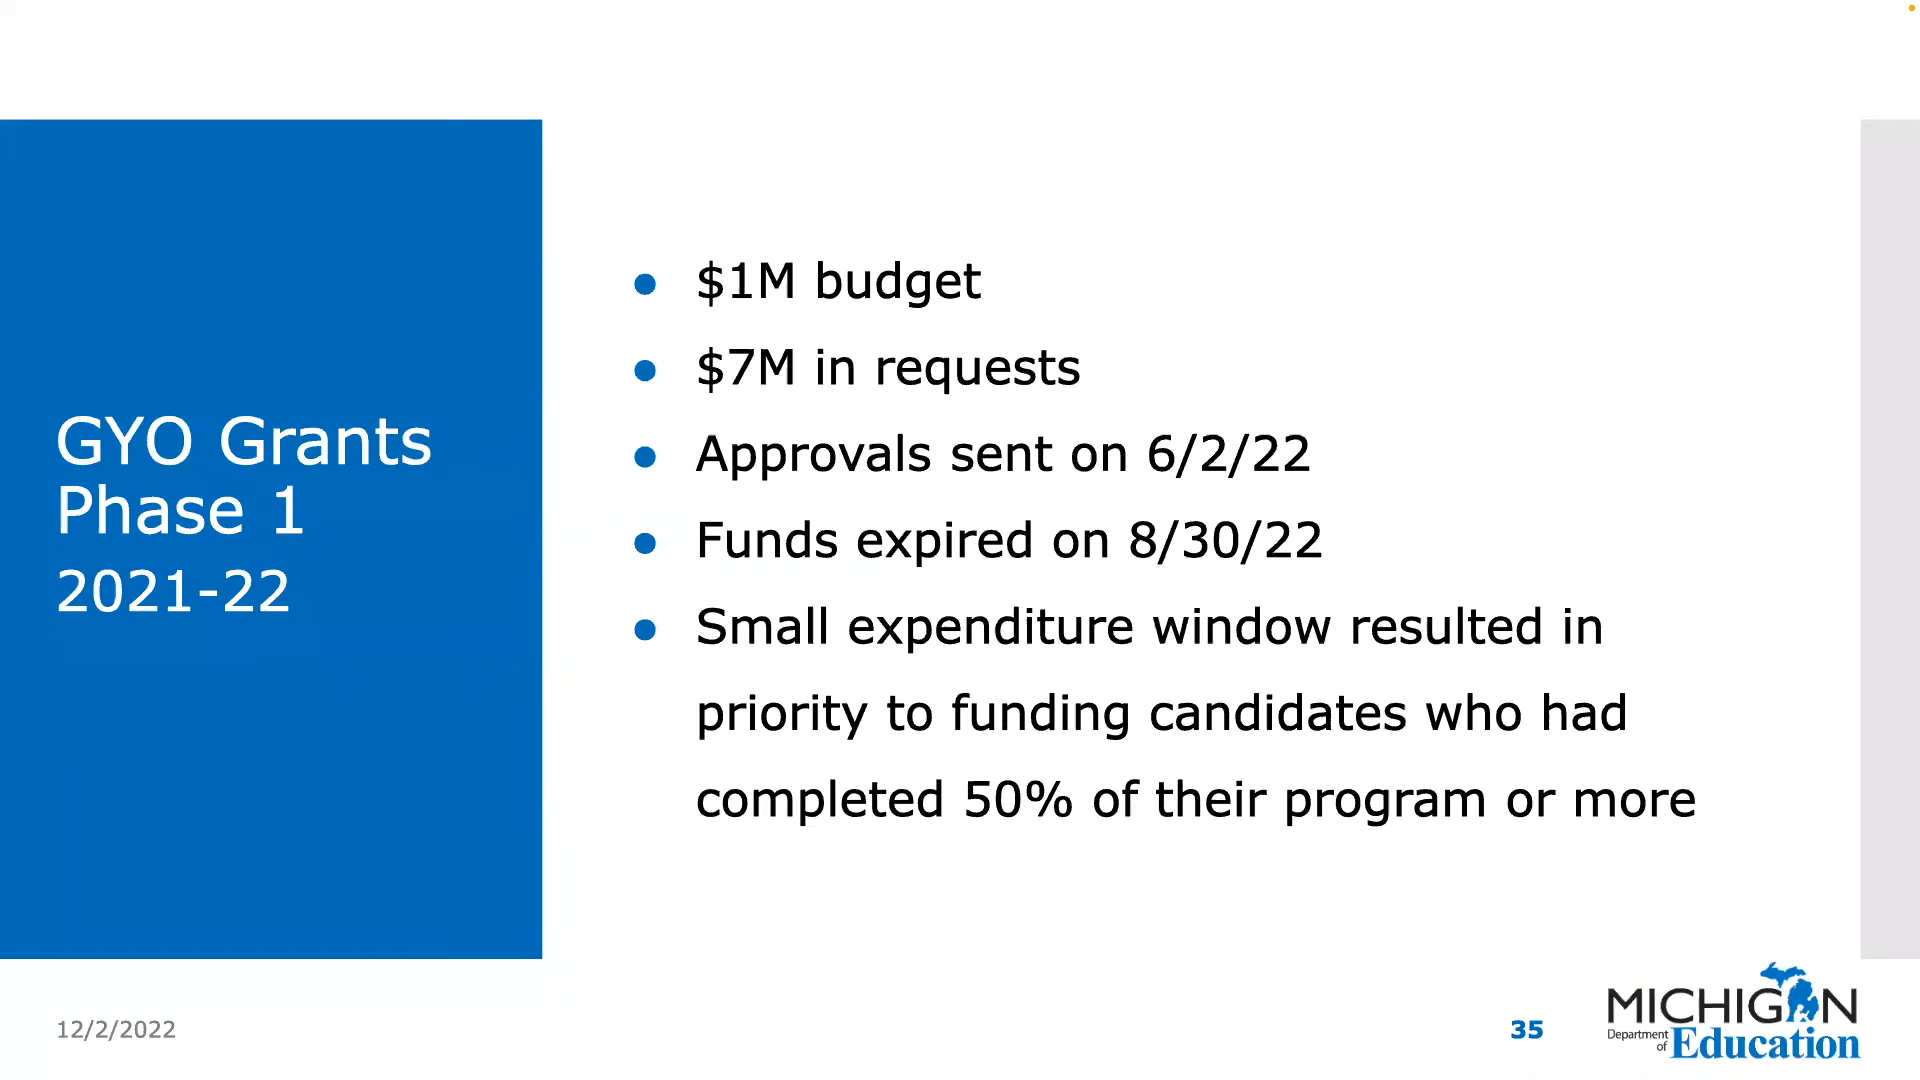 GYO Grants
Phase 1
2021-22
● $1M budget
● $7M in requests
● Approvals sent on 6/2/22
● Funds expired on 8/30/22
● Small expenditure window resulted in
priority to funding candidates who had
completed 50% of their program or more
12/2/2022
35
MICHIGAN
Department
of Education